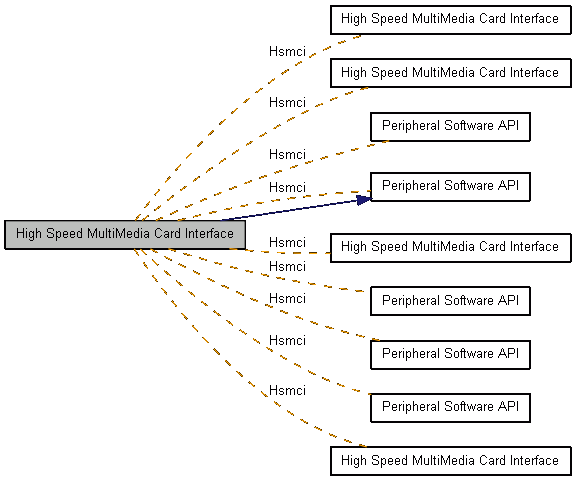 High Speed MultiMedia Card Interface
Hsmci
High Speed MultiMedia Card Interface
Hsmci
Peripheral Software API
Hsmci
Peripheral Software API
Hsmci
High Speed MultiMedia Card Interface
Hsmci
High Speed MultiMedia Card Interface
Hsmci
Peripheral Software API
Hsmci
Peripheral Software API
Hsmci
Peripheral Software API
Hsmci
High Speed MultiMedia Card Interface